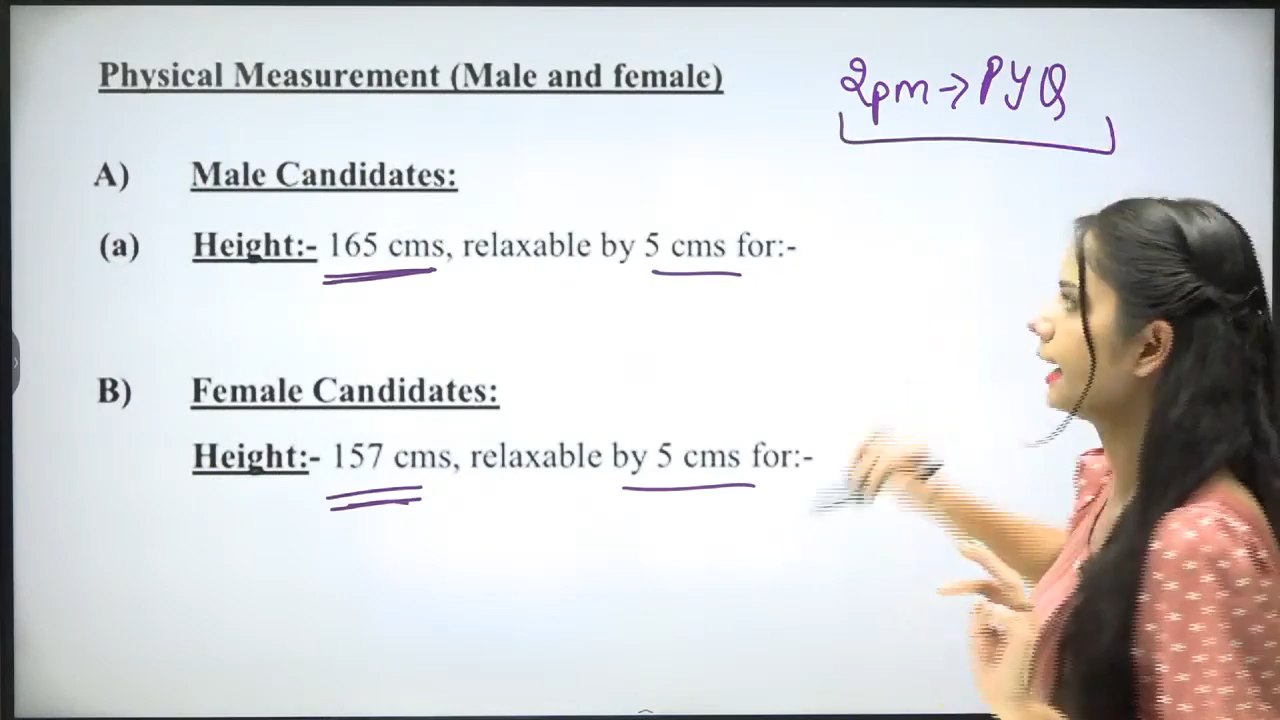 Physical Measurement (Male and female)
2pm→PYQ
A) Male Candidates:
(a) Height:- 165 cms, relaxable by 5 cms for:-
B) Female Candidates:
Height:- 157 cms, relaxable by 5 cms for:-